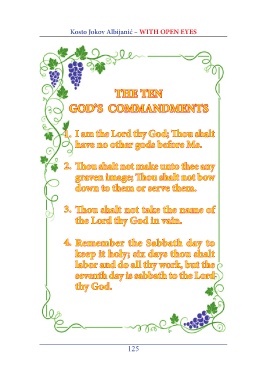 Kosto Jokov Albijanić – WITH OPEN EYES
THE TEN
GOD'S COMMANDMENTS
1. I am the Lord thy God; Thou shalt
have no other gods before Me.
2. Thou shalt not make unto thee any
graven image; Thou shalt not bow
down to them or serve them.
3. Thou shalt not take the name of
the Lord thy God in vain.
4. Remember the Sabbath day to
keep it holy; six days thou shalt
labor and do all thy work, but the
seventh day is sabbath to the Lord
thy God.
125